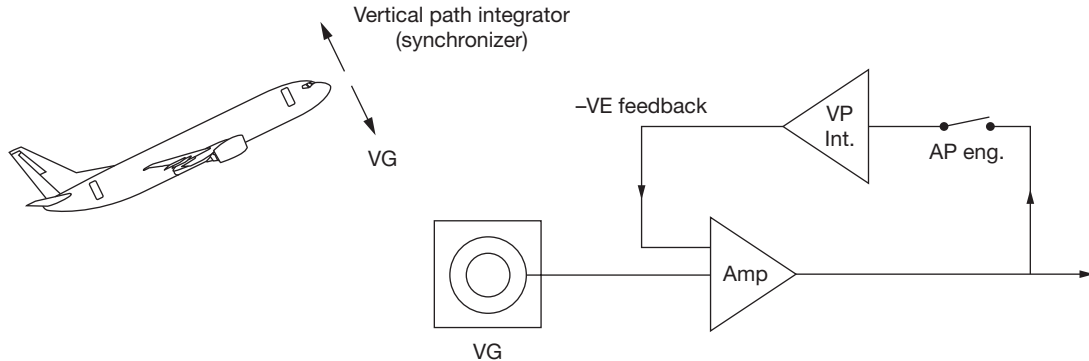 Vertical path integrator
(synchronizer)
VG
–VE feedback
VP
Int.
AP eng.
Amp
VG